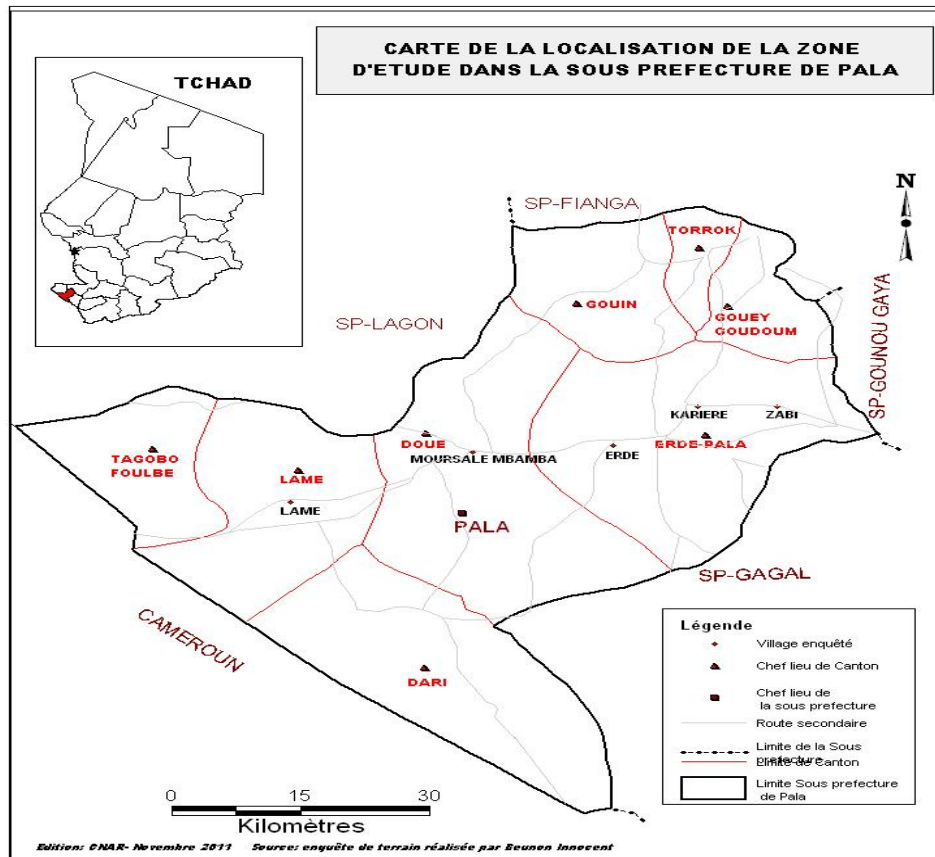 CARTE DE LA LOCALISATION DE LA ZONE
D'ETUDE DANS LA SOUS PREFECTURE DE PALA
TCHAD
N
SP-FIANGA
TORROK
GOUIN
GOUEY
GOUDOUM
SP-LAGON
SP-GOUNOU GAYA
KARIERE
ZABI
DOUE
MOURSALE MBAMBA
ERDE
ERDE-PALA
TAGOBO
FOULBE
LAME
LAME
PALA
SP-GAGAL
CAMEROUN
DARI
Légende
Village enquêté
Chef lieu de Canton
Chef lieu de
la sous prefecture
Route secondaire
Limite de la Sous
prefecture
Limite de Canton
Limite Sous prefecture
de Pala
0 15 30
Kilomètres
Edition: CNAR- Novembre 2011 Source: enquête de terrain réalisée par Beunon Innocent